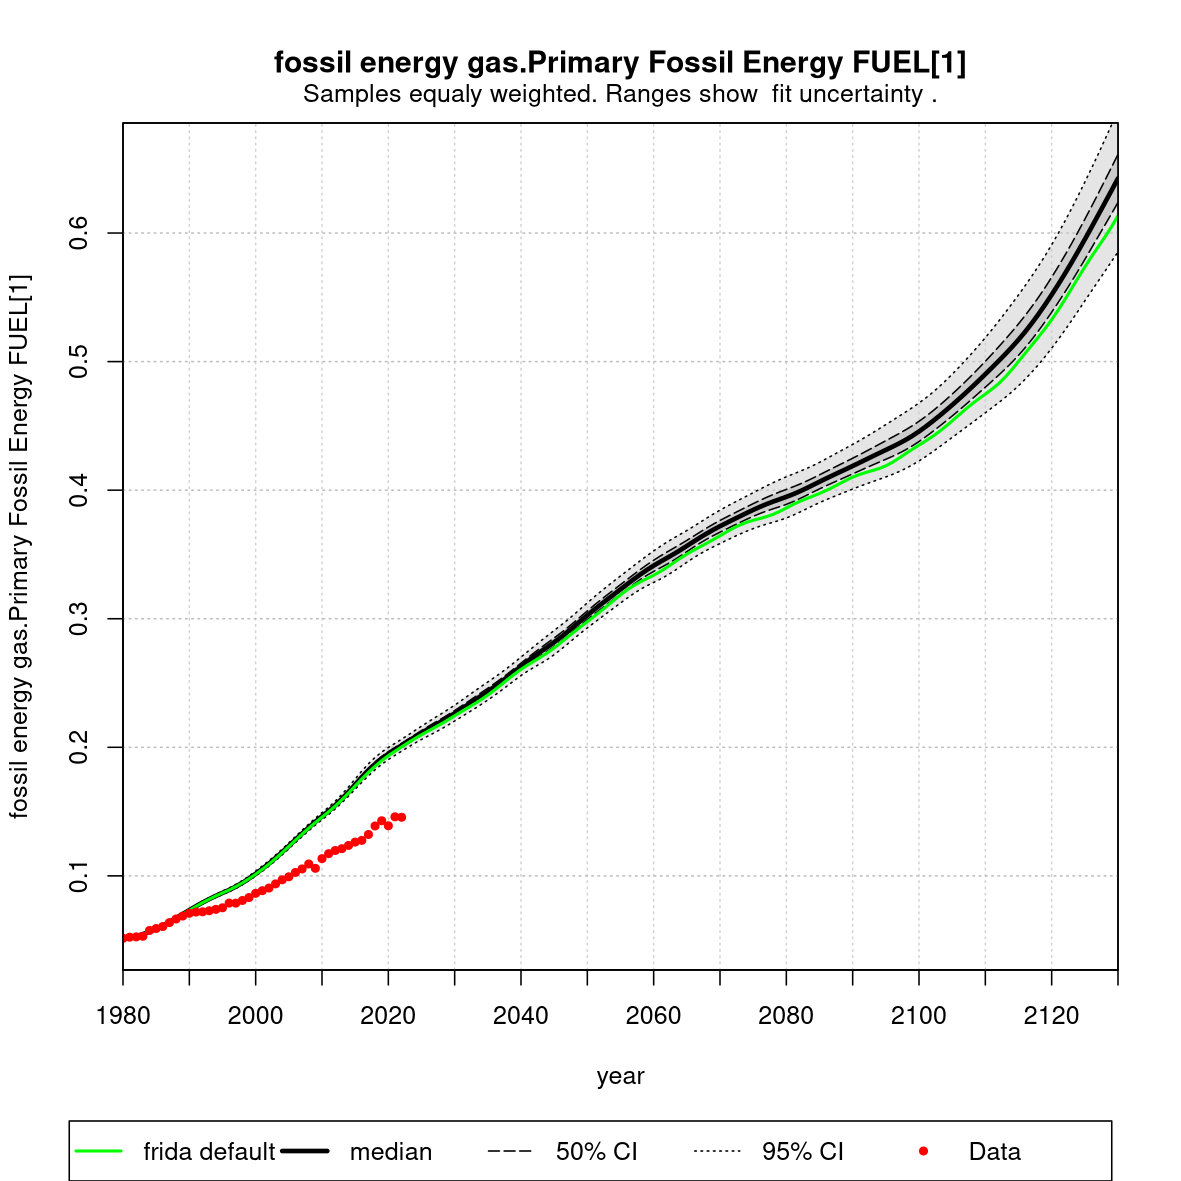 fossil energy gas.Primary Fossil Energy FUEL[1]
Samples equaly weighted. Ranges show  fit uncertainty .
fossil energy gas.Primary Fossil Energy FUEL[1]
0.6
0.5
0.4
0.3
0.2
0.1
1980 2000 2020 2040 2060 2080 2100 2120
year
frida default median 50% CI 95% CI Data